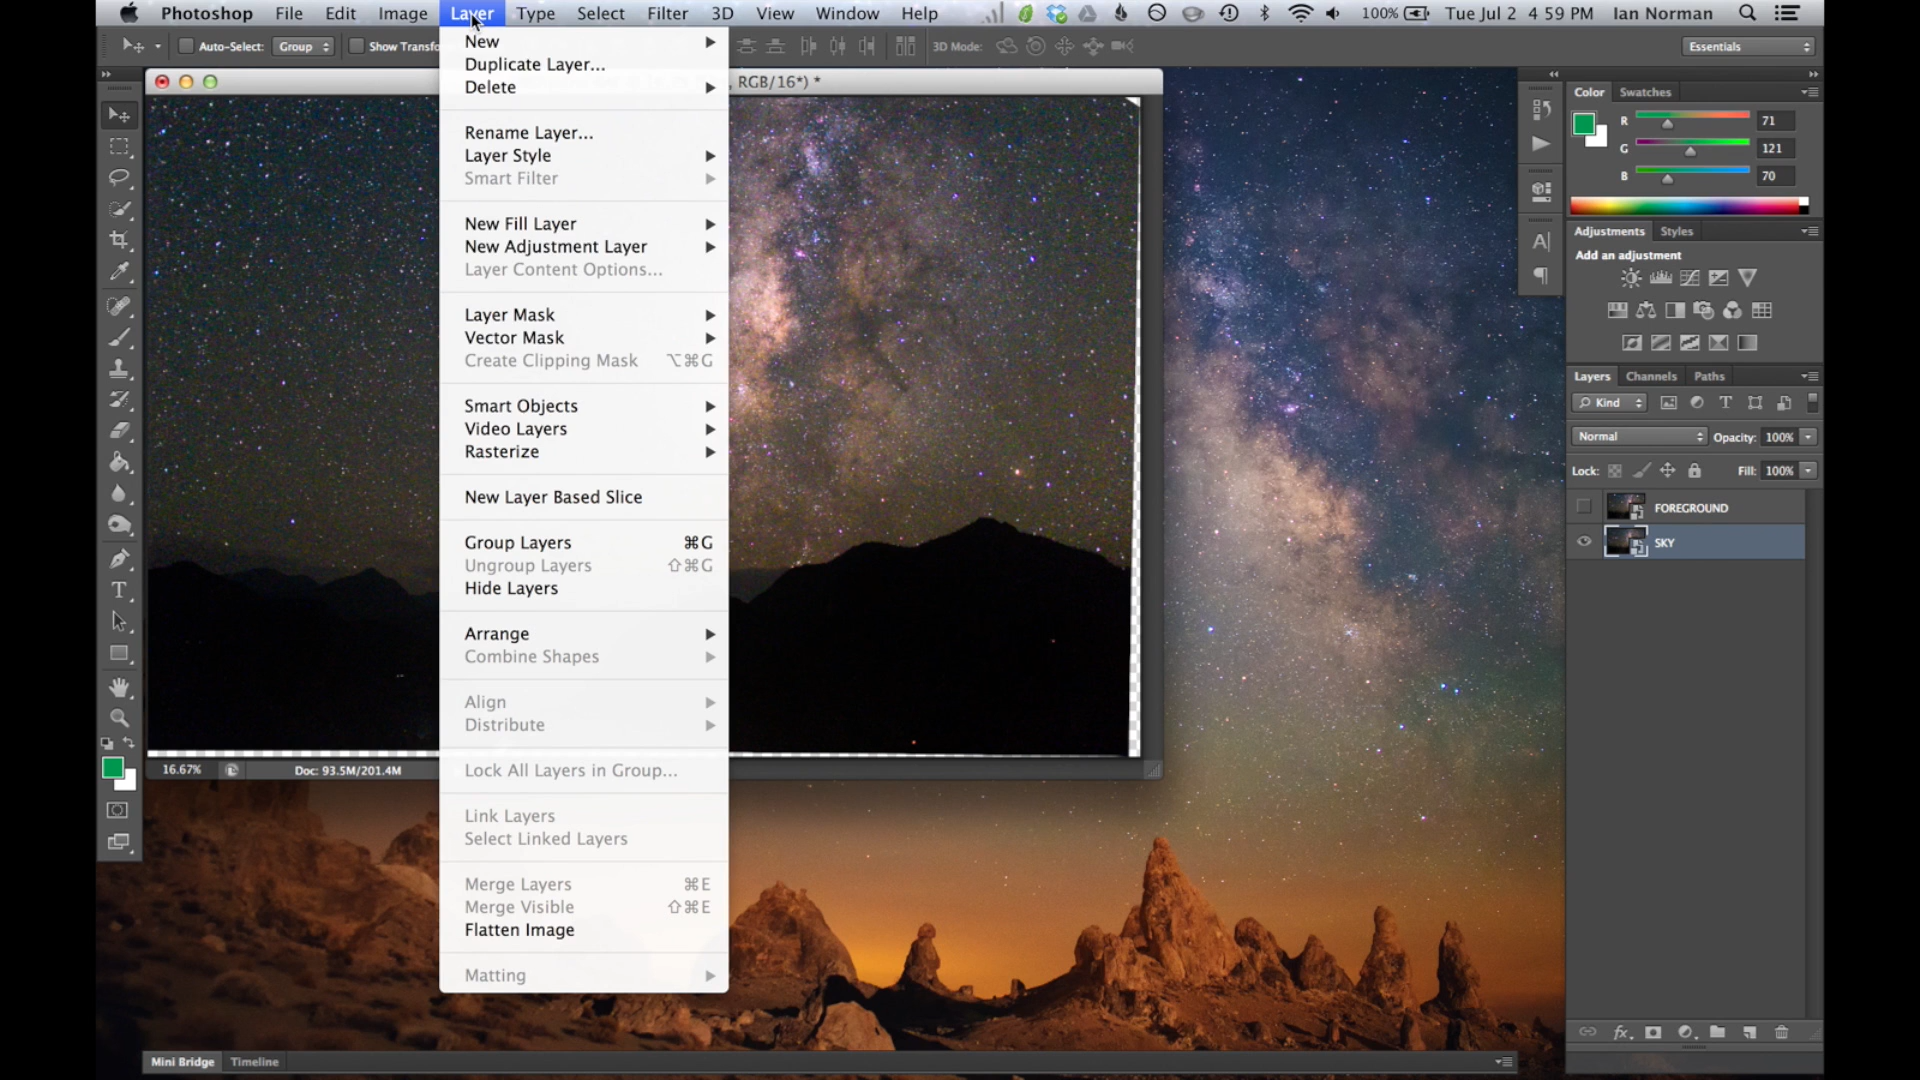 Photoshop File Edit Image Layer Type Select Filter 3D View Window Help 100% Tue Jul 2 4:59 PM Ian Norman
Auto-Select: Group Show Transfo 3D Mode: Essentials
, RGB/16*) *
New
Duplicate Layer...
Delete
Rename Layer...
Layer Style
Smart Filter
New Fill Layer
New Adjustment Layer
Layer Content Options...
Layer Mask
Vector Mask
Create Clipping Mask ⌥⌘G
Smart Objects
Video Layers
Rasterize
New Layer Based Slice
Group Layers ⌘G
Ungroup Layers ⇧⌘G
Hide Layers
Arrange
Combine Shapes
Align
Distribute
Lock All Layers in Group...
Link Layers
Select Linked Layers
Merge Layers ⌘E
Merge Visible ⇧⌘E
Flatten Image
Matting
16.67% Doc: 93.5M/201.4M
Color Swatches
R 71
G 121
B 70
Adjustments Styles
Add an adjustment
Layers Channels Paths
Kind
Normal Opacity: 100%
Lock: Fill: 100%
FOREGROUND
SKY
Mini Bridge Timeline